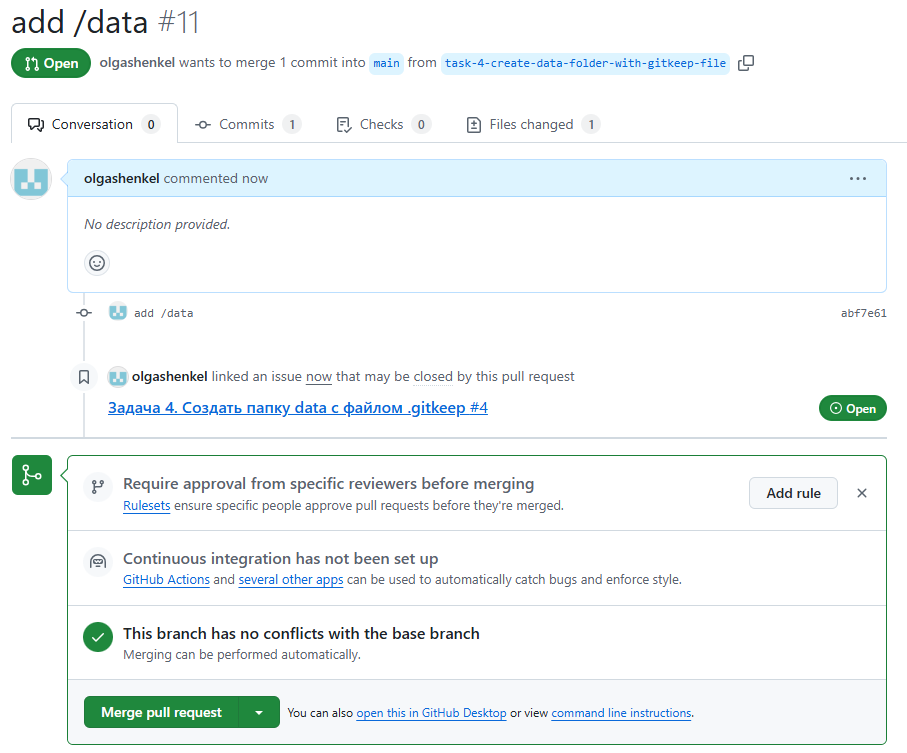 add /data #11
Open olgashenkel wants to merge 1 commit into main from task-4-create-data-folder-with-gitkeep-file
Conversation 0 Commits 1 Checks 0 Files changed 1
olgashenkel commented now
No description provided.
add /data abf7e61
olgashenkel linked an issue now that may be closed by this pull request
Задача 4. Создать папку data с файлом .gitkeep #4 Open
Require approval from specific reviewers before merging
Rulesets ensure specific people approve pull requests before they're merged.
Add rule
Continuous integration has not been set up
GitHub Actions and several other apps can be used to automatically catch bugs and enforce style.
This branch has no conflicts with the base branch
Merging can be performed automatically.
Merge pull request You can also open this in GitHub Desktop or view command line instructions.